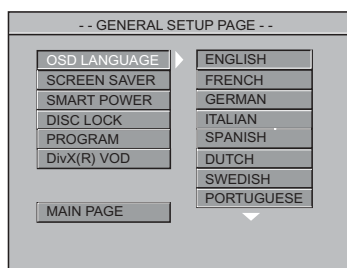 - - GENERAL SETUP PAGE - -
OSD LANGUAGE
SCREEN SAVER
SMART POWER
DISC LOCK
PROGRAM
DivX(R) VOD
MAIN PAGE
ENGLISH
FRENCH
GERMAN
ITALIAN
SPANISH
DUTCH
SWEDISH
PORTUGUESE